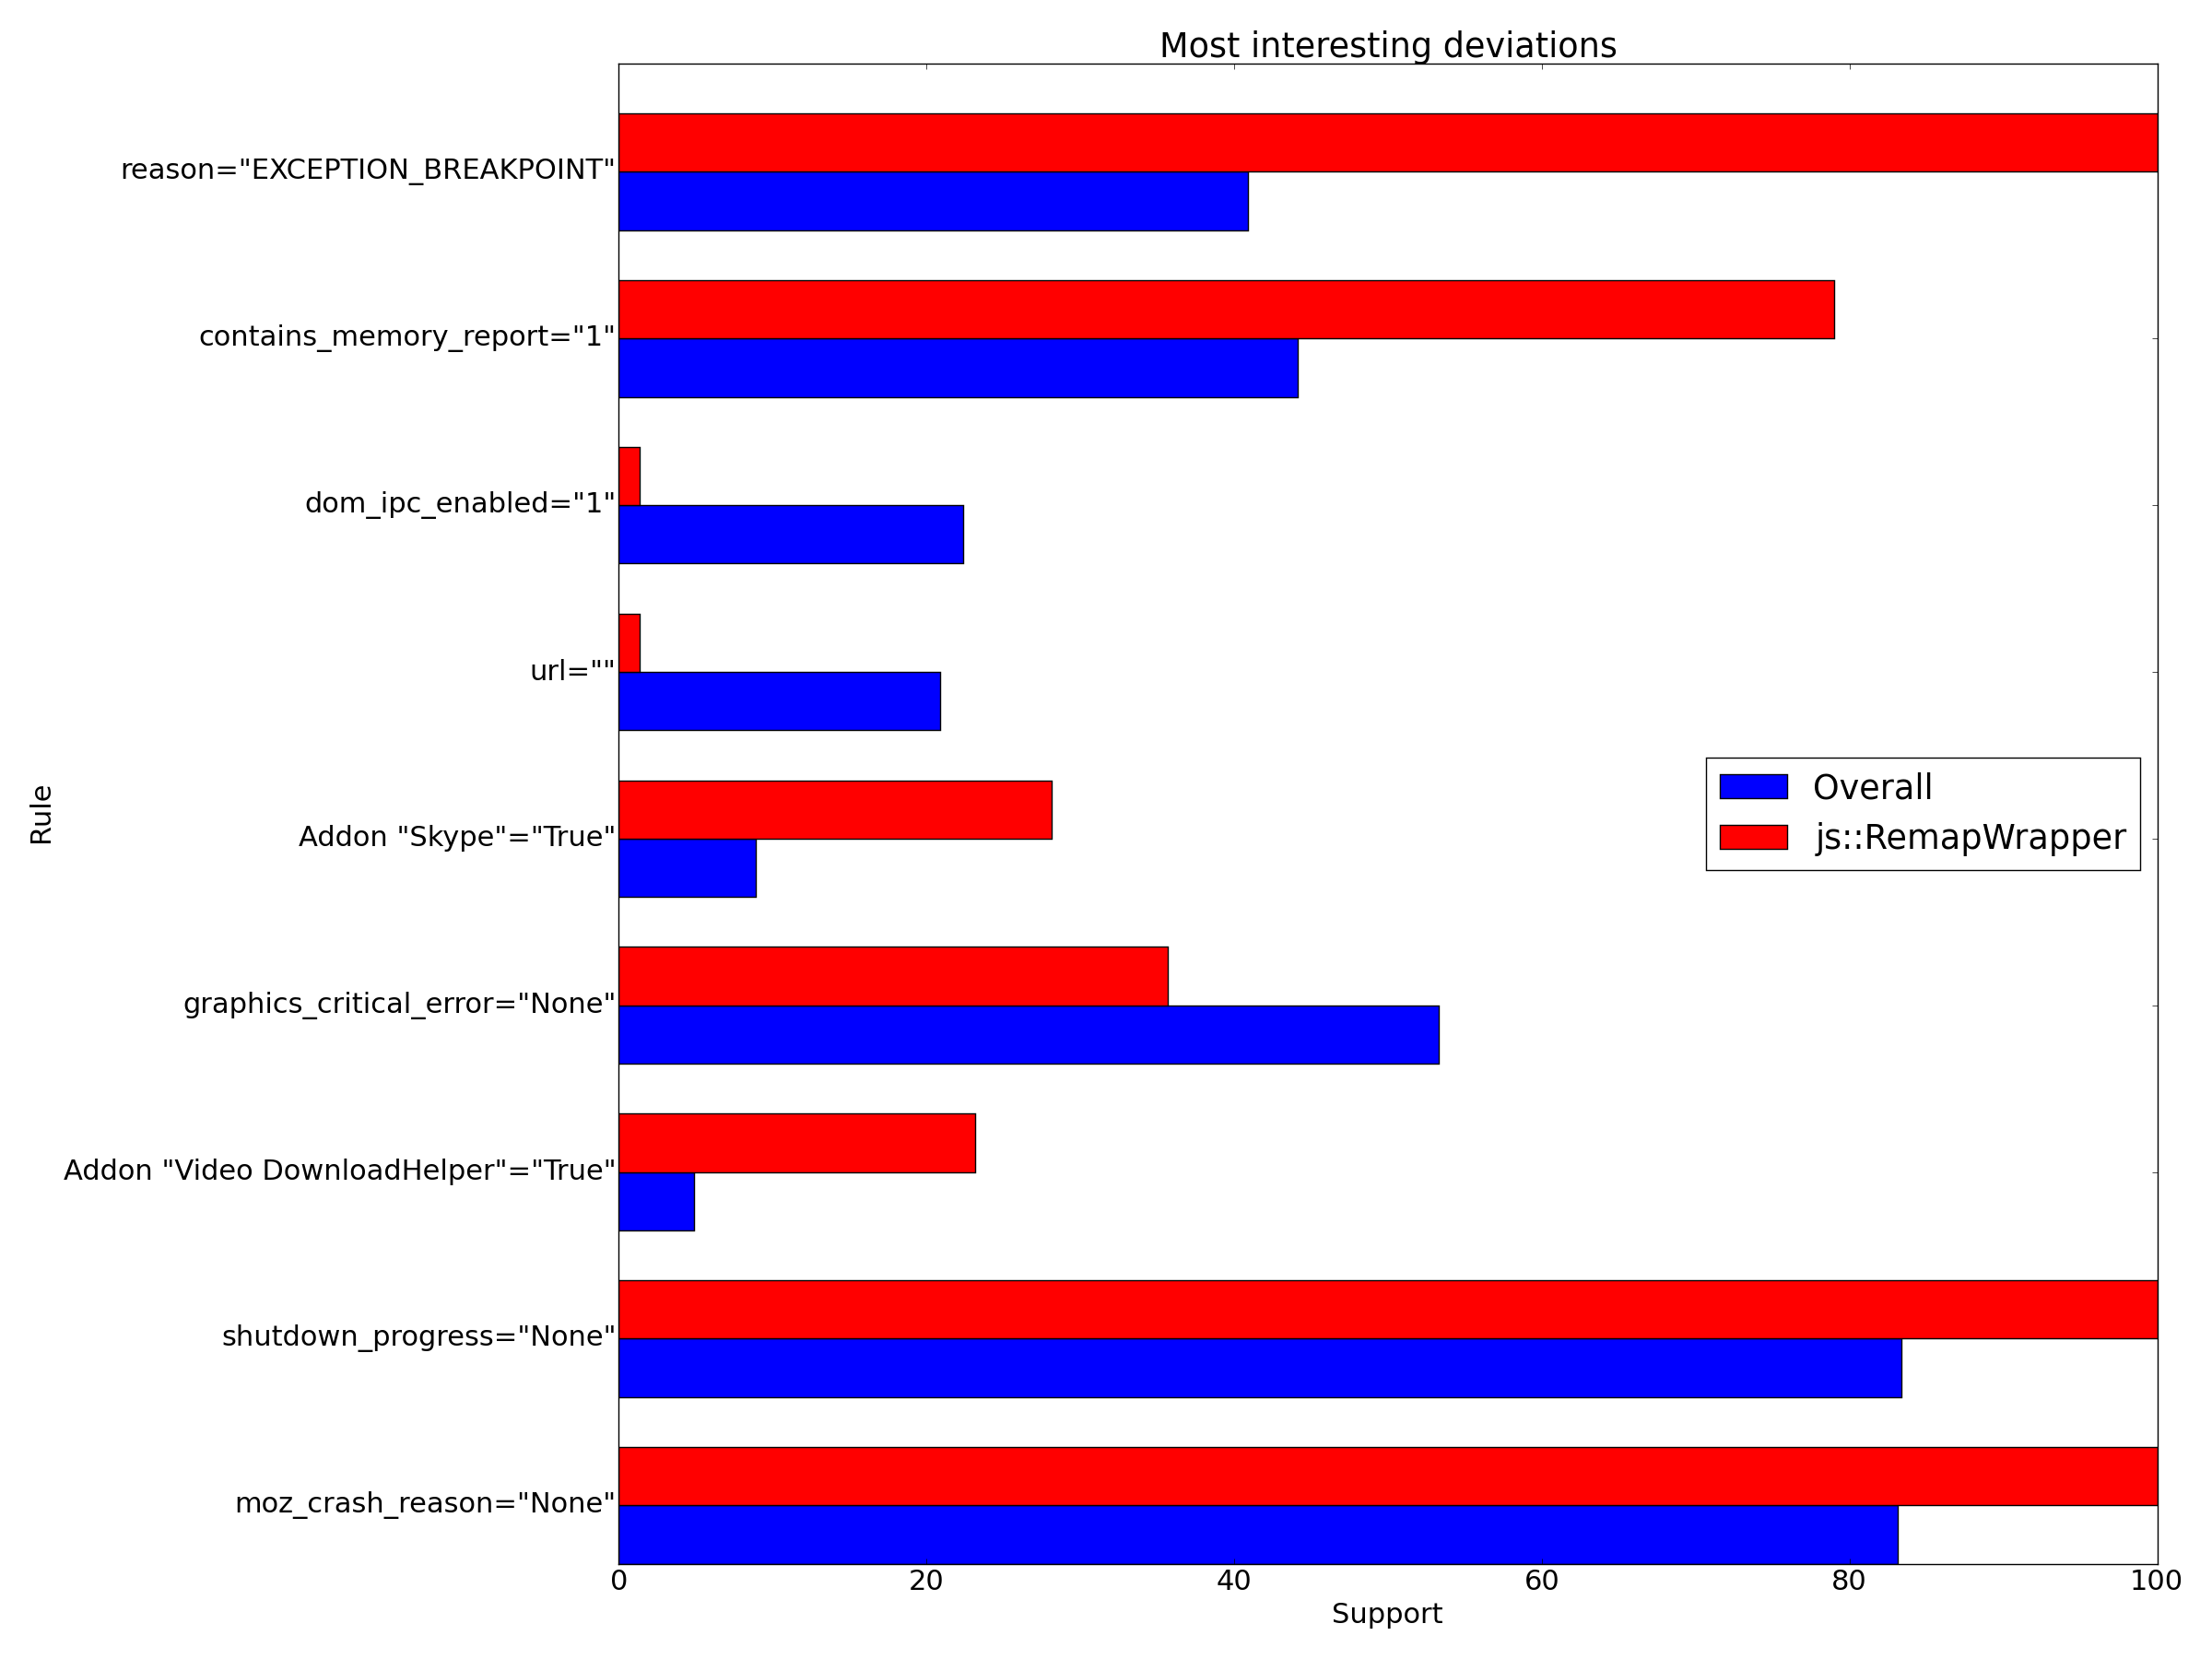 Most interesting deviations
reason="EXCEPTION_BREAKPOINT"
contains_memory_report="1"
dom_ipc_enabled="1"
url=""
Addon "Skype"="True"
graphics_critical_error="None"
Addon "Video DownloadHelper"="True"
shutdown_progress="None"
moz_crash_reason="None"
Rule
Overall
js::RemapWrapper
0 20 40 60 80 100
Support